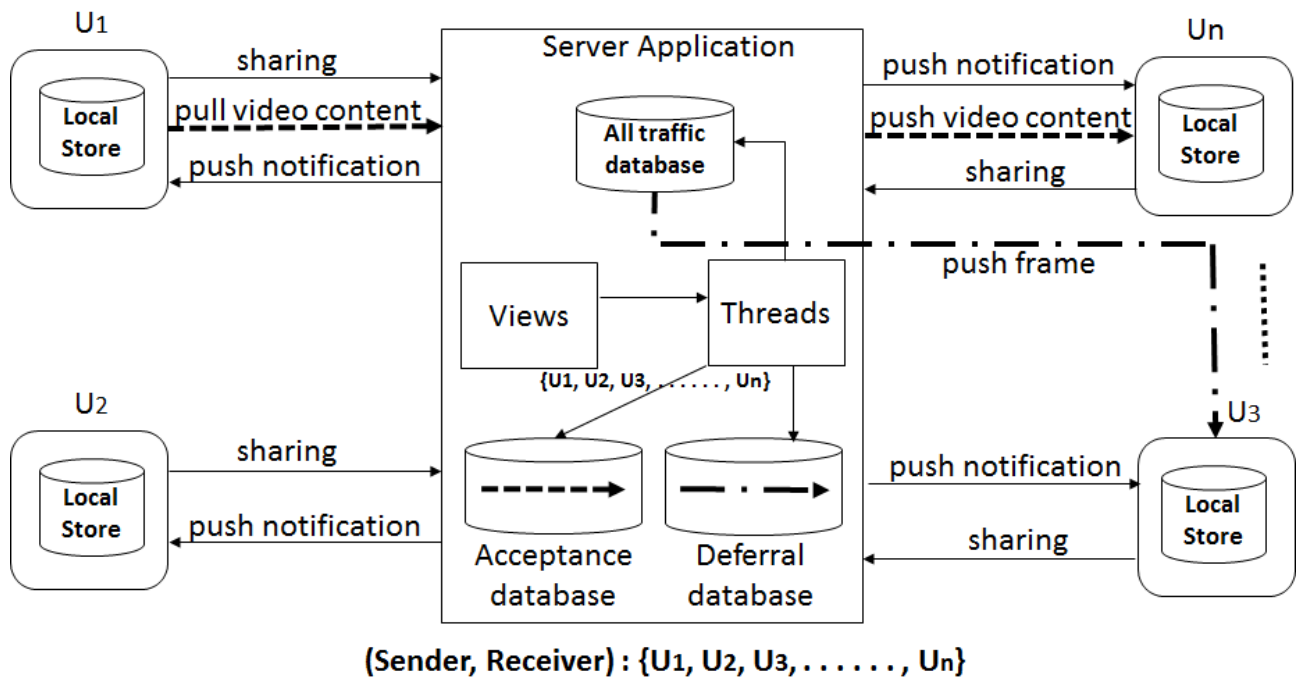 U1
sharing
Local
Store
pull video content
push notification
Server Application
All traffic
database
Un
push notification
push video content
Local
Store
sharing
push frame
Views
Threads
{U1, U2, U3, . . . . . . , Un}
U2
sharing
Local
Store
push notification
Acceptance
database
Deferral
database
U3
push notification
Local
Store
sharing
(Sender, Receiver) : {U1, U2, U3, . . . . . . , Un}